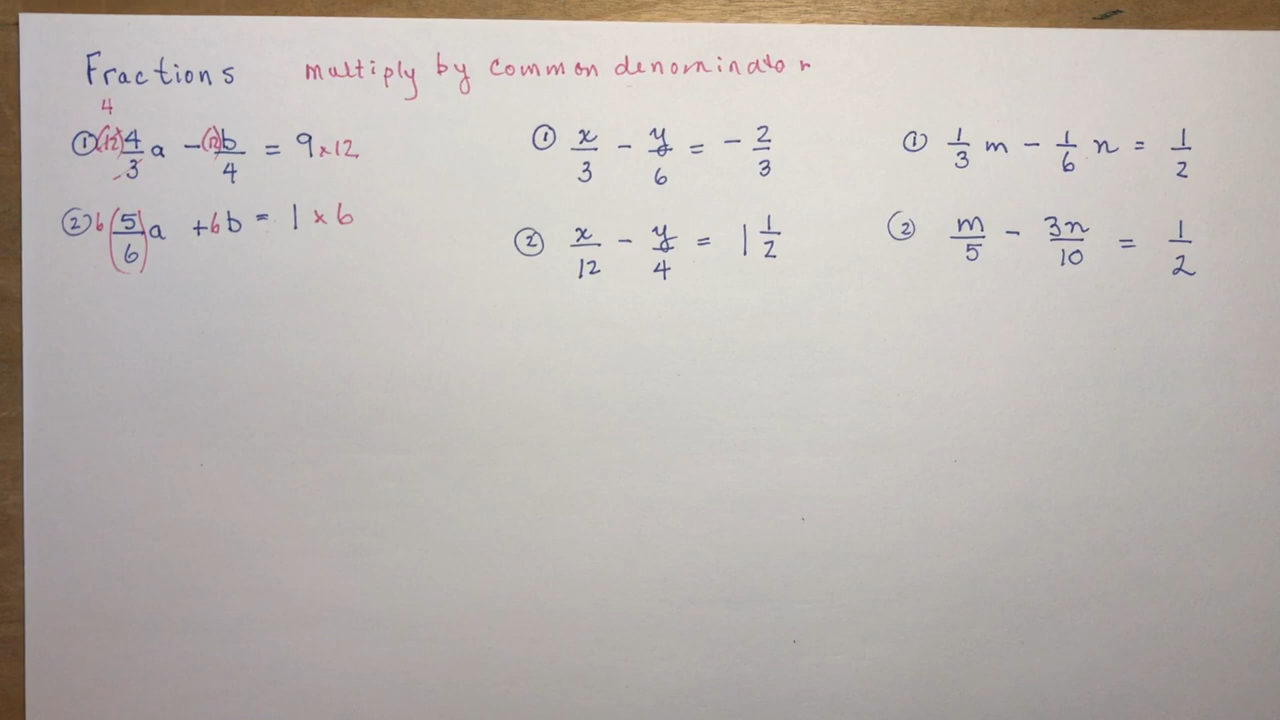 Fractions multiply by common denominator
4
① (12) 4/3 a - (12) b/4 = 9 × 12
② 6 (5/6) a + 6b = 1 × 6
① x/3 - y/6 = - 2/3
② x/12 - y/4 = 1 1/2
① 1/3 m - 1/6 n = 1/2
② m/5 - 3n/10 = 1/2